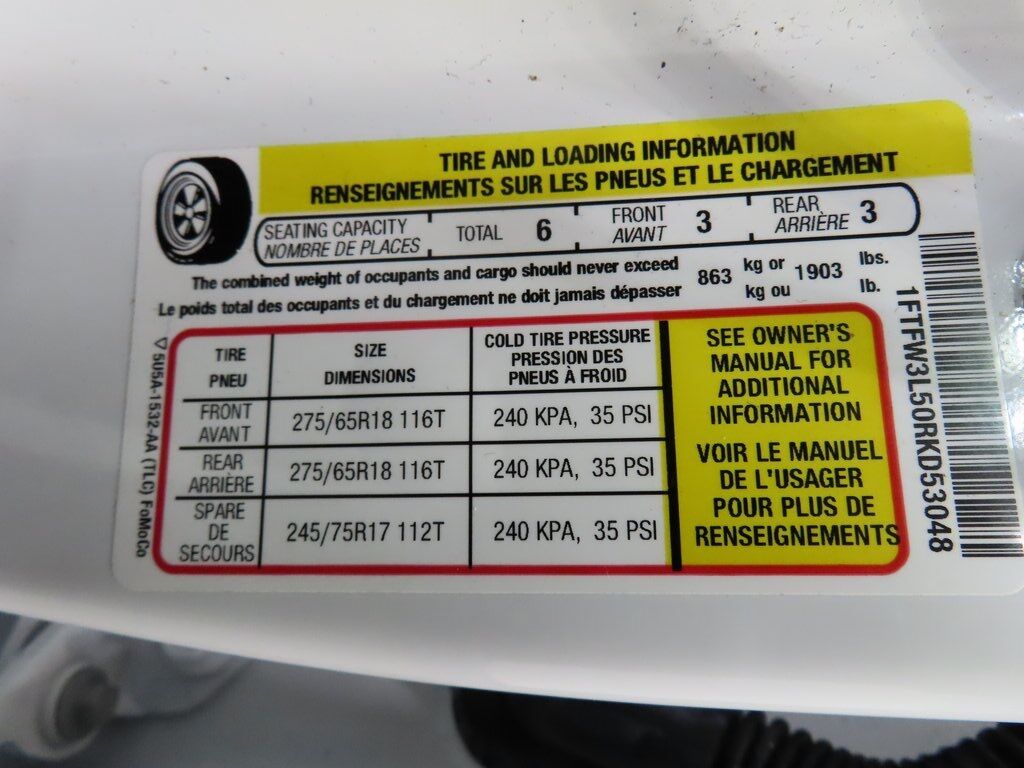 TIRE AND LOADING INFORMATION
RENSEIGNEMENTS SUR LES PNEUS ET LE CHARGEMENT
SEATING CAPACITY
NOMBRE DE PLACES
TOTAL 6
FRONT
AVANT
3
REAR
ARRIÈRE
3
The combined weight of occupants and cargo should never exceed
Le poids total des occupants et du chargement ne doit jamais dépasser
863
kg or
kg ou
1903
lbs.
lb.
TIRE
PNEU
SIZE
DIMENSIONS
COLD TIRE PRESSURE
PRESSION DES
PNEUS À FROID
FRONT
AVANT
275/65R18 116T
240 KPA, 35 PSI
REAR
ARRIÈRE
275/65R18 116T
240 KPA, 35 PSI
SPARE
DE
SECOURS
245/75R17 112T
240 KPA, 35 PSI
SEE OWNER'S
MANUAL FOR
ADDITIONAL
INFORMATION
VOIR LE MANUEL
DE L'USAGER
POUR PLUS DE
RENSEIGNEMENTS
5U5A-1532-AA (TLC) FoMoCo
1FTFW3L50RKD53048